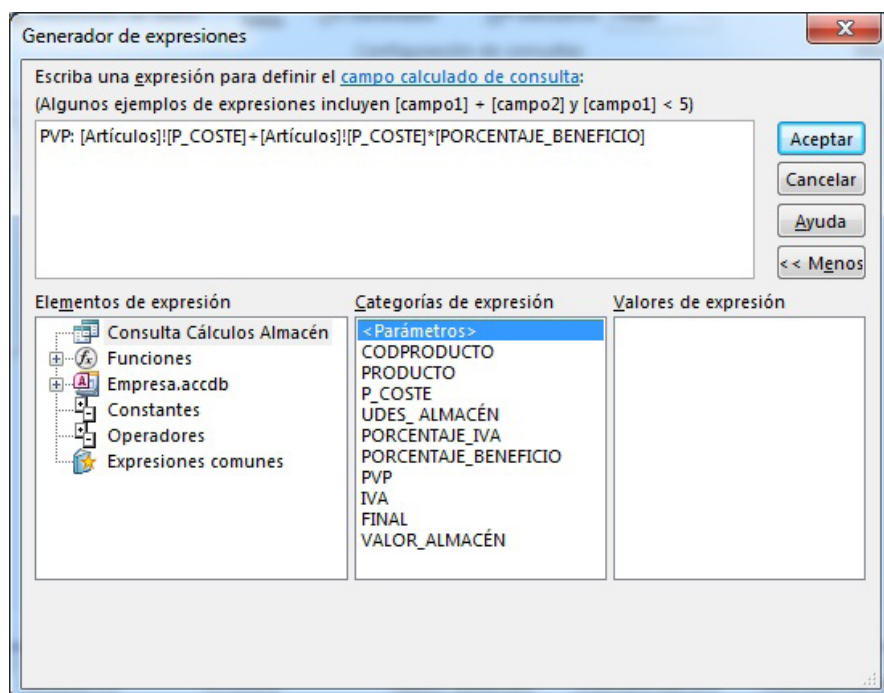 Generador de expresiones
Escriba una expresión para definir el campo calculado de consulta:
(Algunos ejemplos de expresiones incluyen [campo1] + [campo2] y [campo1] < 5)
PVP: [Artículos]![P_COSTE]+[Artículos]![P_COSTE]*[PORCENTAJE_BENEFICIO]
Aceptar
Cancelar
Ayuda
<< Menos
Elementos de expresión
Consulta Cálculos Almacén
Funciones
Empresa.accdb
Constantes
Operadores
Expresiones comunes
Categorías de expresión
<Parámetros>
CODPRODUCTO
PRODUCTO
P_COSTE
UDES_ ALMACÉN
PORCENTAJE_IVA
PORCENTAJE_BENEFICIO
PVP
IVA
FINAL
VALOR_ALMACÉN
Valores de expresión